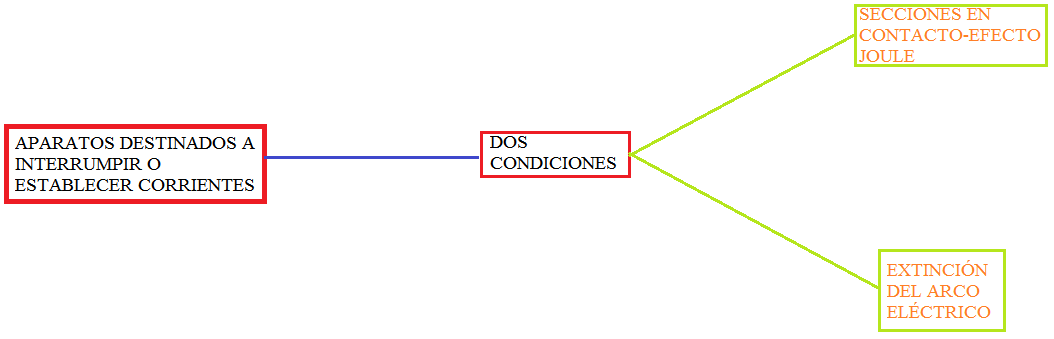 APARATOS DESTINADOS A
INTERRUMPIR O
ESTABLECER CORRIENTES
DOS
CONDICIONES
SECCIONES EN
CONTACTO-EFECTO
JOULE
EXTINCIÓN
DEL ARCO
ELÉCTRICO